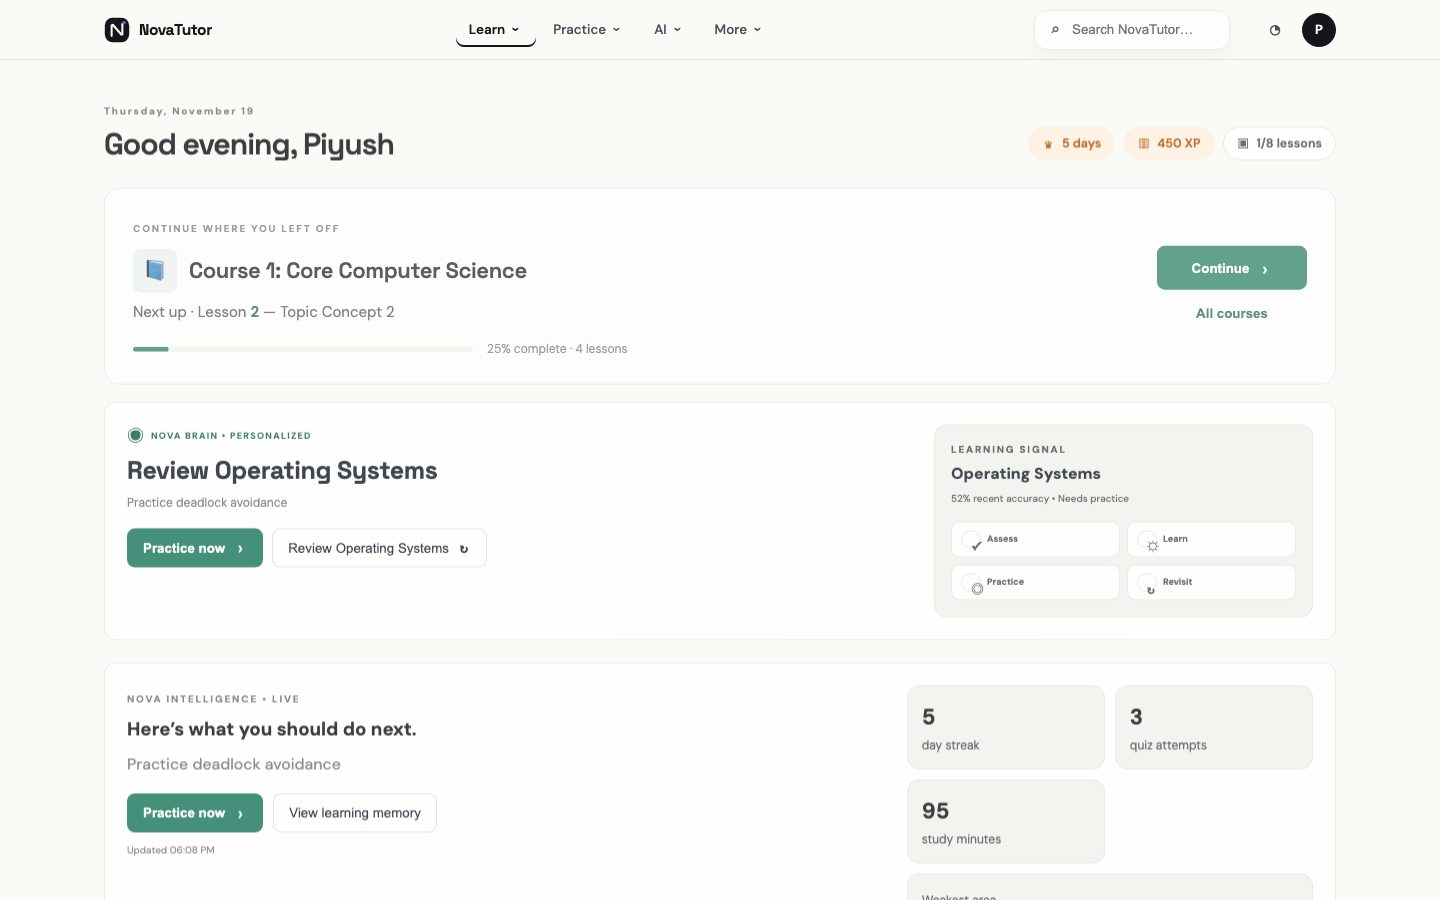 N NovaTutor
Learn Practice AI More
Search NovaTutor...
P
Thursday, November 19
Good evening, Piyush
5 days
450 XP
1/8 lessons
CONTINUE WHERE YOU LEFT OFF
Course 1: Core Computer Science
Next up · Lesson 2 — Topic Concept 2
25% complete · 4 lessons
Continue ›
All courses
NOVA BRAIN • PERSONALIZED
Review Operating Systems
Practice deadlock avoidance
Practice now ›
Review Operating Systems ↻
LEARNING SIGNAL
Operating Systems
52% recent accuracy • Needs practice
Assess
Learn
Practice
Revisit
NOVA INTELLIGENCE • LIVE
Here's what you should do next.
Practice deadlock avoidance
Practice now ›
View learning memory
Updated 06:08 PM
5
day streak
3
quiz attempts
95
study minutes
Weakest area